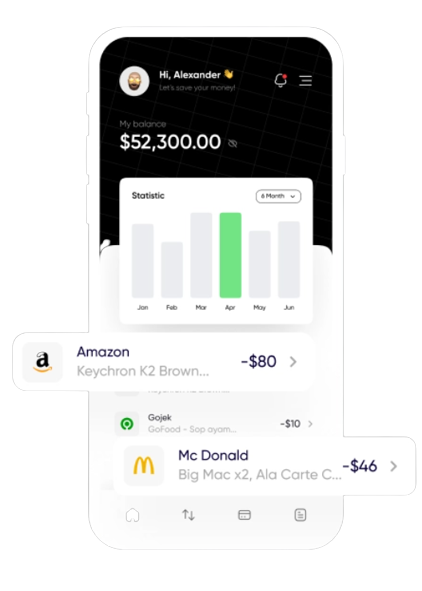 Hi, Alexander 👋
Let's save your money!
My balance
$52,300.00
Statistic
6 Month
Jan Feb Mar Apr May Jun
Amazon
-$80
Keychron K2 Brown...
Gojek
-$10
GoFood - Sop ayam...
Mc Donald
-$46
Big Mac x2, Ala Carte C...